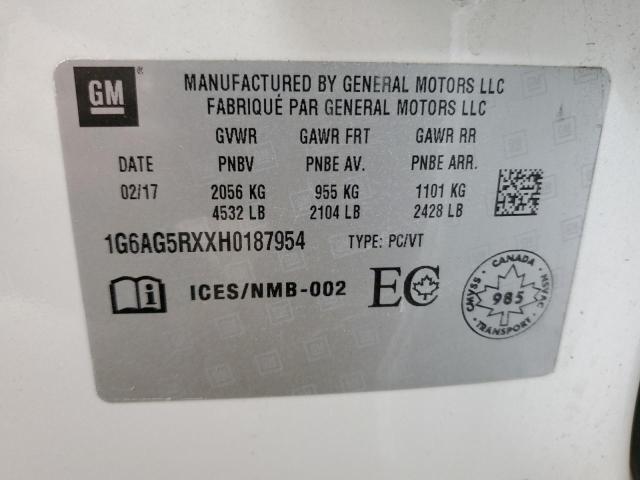 GM ®
MANUFACTURED BY GENERAL MOTORS LLC
FABRIQUÉ PAR GENERAL MOTORS LLC
GVWR GAWR FRT GAWR RR
DATE PNBV PNBE AV. PNBE ARR.
02/17 2056 KG 955 KG 1101 KG
4532 LB 2104 LB 2428 LB
1G6AG5RXXH0187954 TYPE: PC/VT
i ICES/NMB-002 EC
CANADA
CMVSS 985 NSVAC
TRANSPORT